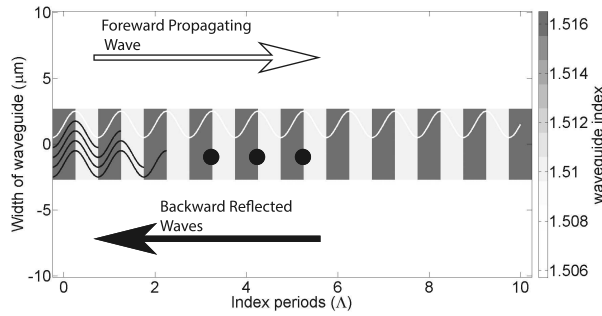 Foreward Propagating
Wave
Backward Reflected
Waves
Width of waveguide (μm)
10
5
0
-5
-10
0
2
4
6
8
10
Index periods (Λ)
1.516
1.514
1.512
1.51
1.508
1.506
waveguide index